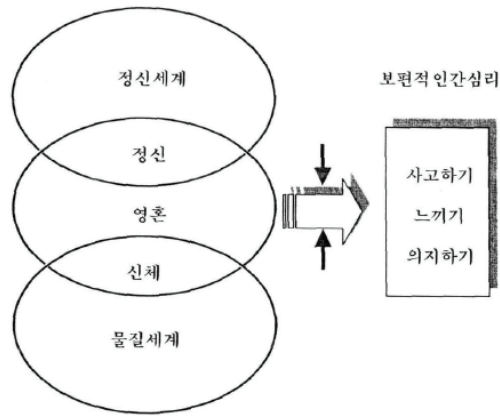 정신세계
정신
영혼
신체
물질세계
보편적 인간심리
사고하기
느끼기
의지하기